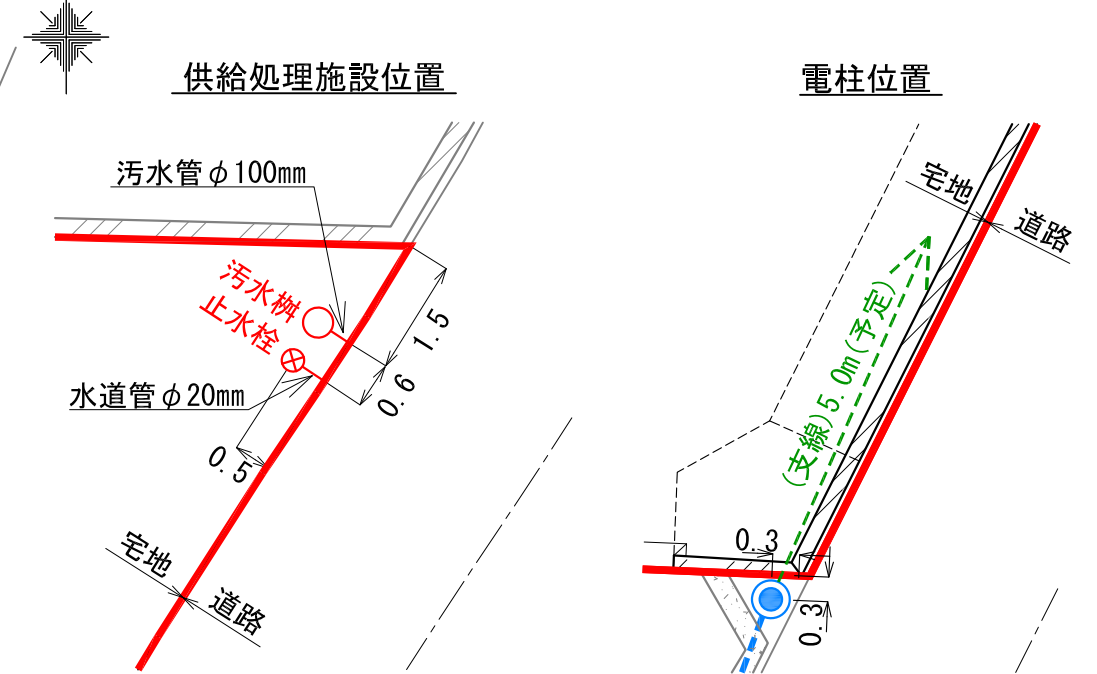 供給処理施設位置
汚水管φ100mm
汚水桝
止水栓
水道管φ20mm
1.5
0.6
0.5
宅地
道路
電柱位置
宅地
道路
(支線)5.0m(予定)
0.3
0.3